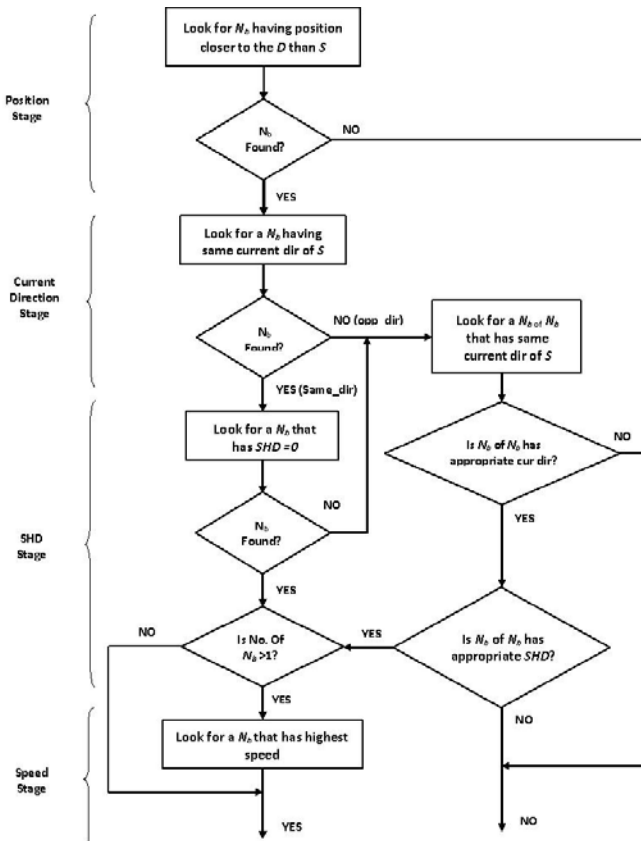 Look for Nb having position
closer to the D than S
Position
Stage
Nb
Found?
NO
YES
Look for a Nb having
same current dir of S
Current
Direction
Stage
Nb
Found?
NO (opp_dir)
Look for a Nb of Nb
that has same
current dir of S
YES (Same_dir)
Look for a Nb that
has SHD =0
Is Nb of Nb has
appropriate cur dir?
NO
NO
YES
SHD
Stage
Nb
Found?
YES
NO
Is No. Of
Nb >1?
YES
Is Nb of Nb has
appropriate SHD?
YES
NO
Look for a Nb that has highest
speed
Speed
Stage
YES
NO